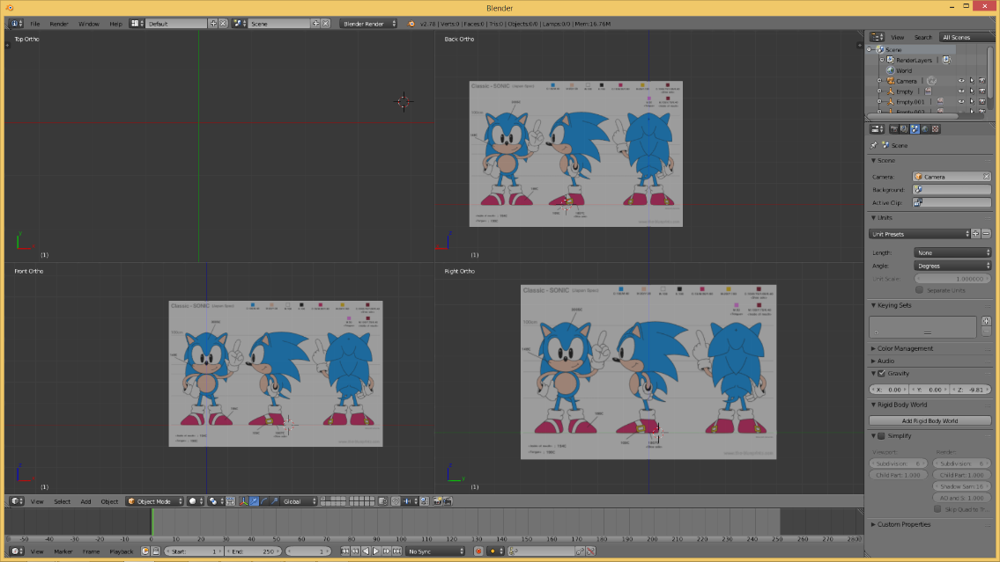 Blender
File Render Window Help Default Scene Blender Render v2.78 | Verts:0 | Faces:0 | Tris:0 | Objects:0/0 | Lamps:0/0 | Mem:16.76M
View Search All Scenes
Top Ortho
(1)
Back Ortho
Classic - SONIC (Japan Spec)
(1)
Front Ortho
Classic - SONIC (Japan Spec)
(1)
Right Ortho
Classic - SONIC (Japan Spec)
(1)
Scene
RenderLayers
World
Camera
Empty
Empty.001
Scene
Scene
Camera: Camera
Background:
Active Clip:
Units
Unit Presets
Length: None
Angle: Degrees
Unit Scale: 1.000000
Separate Units
Keying Sets
Color Management
Audio
Gravity
X: 0.00 Y: 0.00 Z: -9.81
Rigid Body World
Add Rigid Body World
Simplify
Viewport: Render:
Subdivision: 6 Subdivision: 6
Child Part: 1.000 Child Part: 1.000
Shadow Sam: 16
AO and S: 1.000
Skip Quad to Tr...
Custom Properties
View Select Add Object Object Mode Global
-50 -40 -30 -20 -10 0 10 20 30 40 50 60 70 80 90 100 110 120 130 140 150 160 170 180 190 200 210 220 230 240 250 260 270 280
View Marker Frame Playback Start: 1 End: 250 1 No Sync